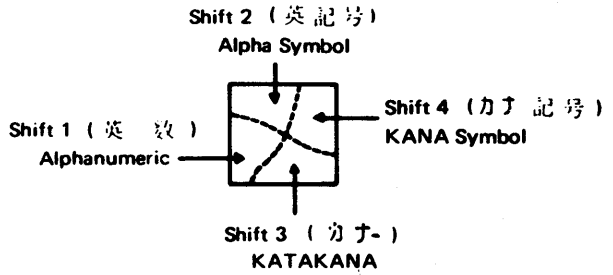 Shift 2 (英記号)
Alpha Symbol
Shift 4 (カナ 記号)
KANA Symbol
Shift 1 (英 数)
Alphanumeric
Shift 3 (カナ)
KATAKANA